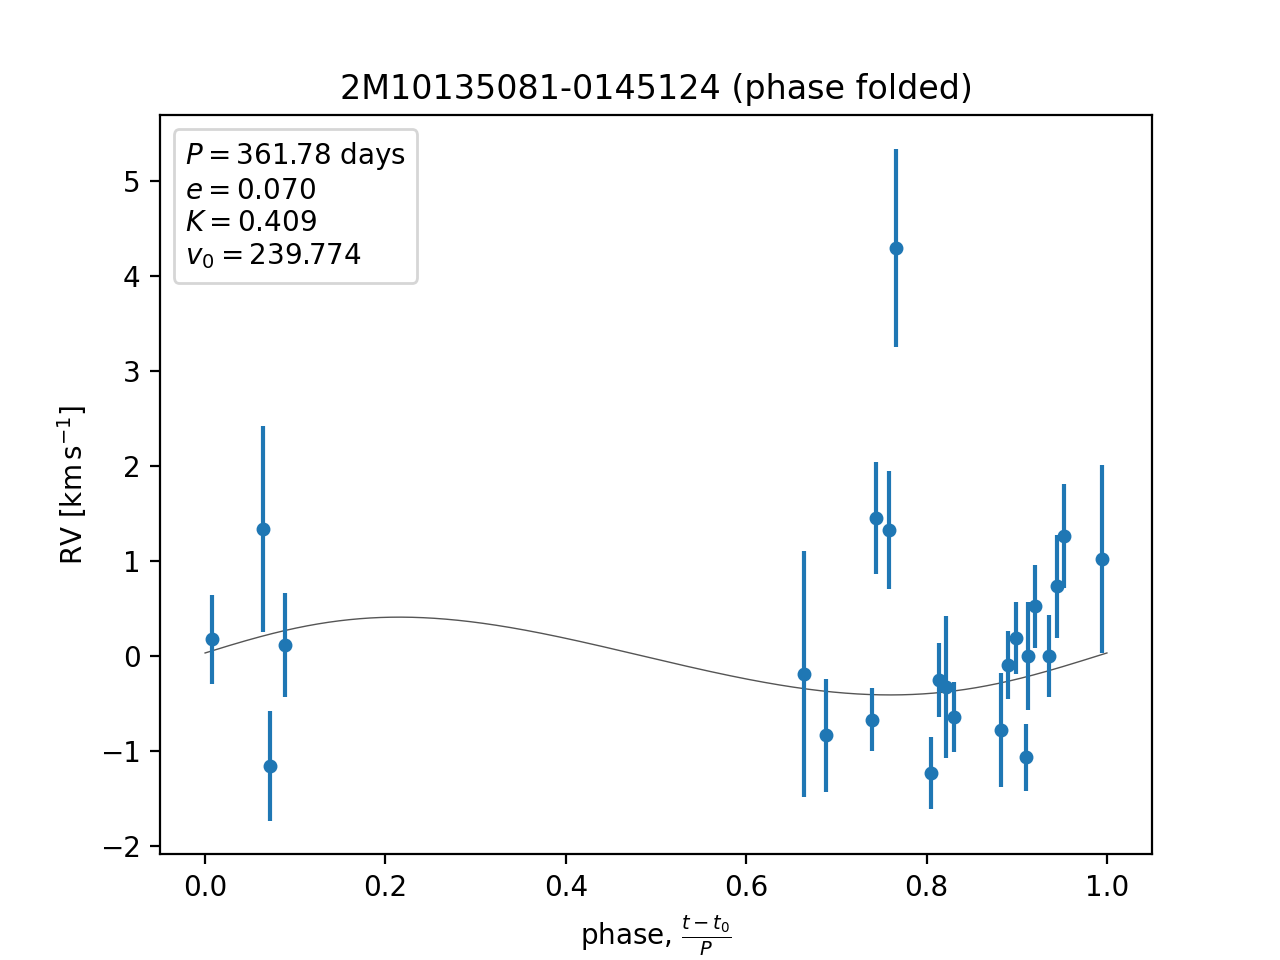 2M10135081-0145124 (phase folded)
P = 361.78 days
e = 0.070
K = 0.409
v₀ = 239.774
5
4
3
2
1
0
−1
−2
RV [km s⁻¹]
0.0 0.2 0.4 0.6 0.8 1.0
phase, (t − t₀)/P